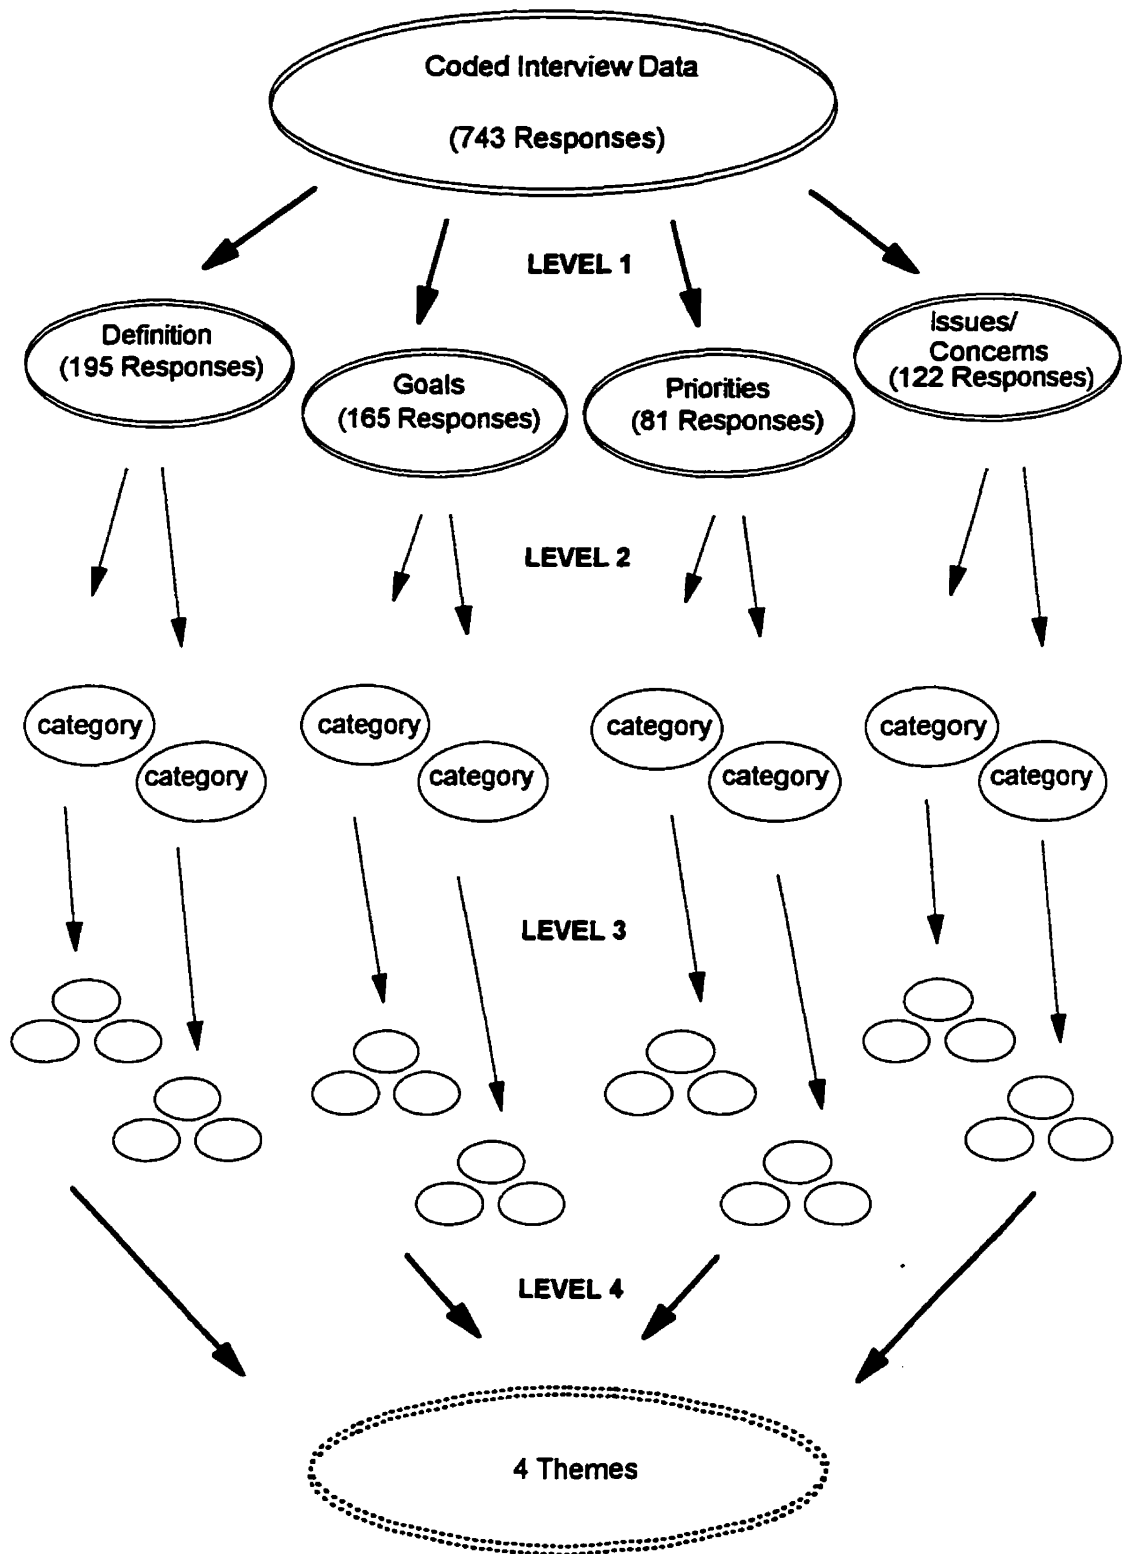 Coded Interview Data
(743 Responses)
LEVEL 1
Definition
(195 Responses)
Goals
(165 Responses)
Priorities
(81 Responses)
Issues/
Concerns
(122 Responses)
LEVEL 2
category
category
category
category
category
category
category
category
LEVEL 3
LEVEL 4
4 Themes